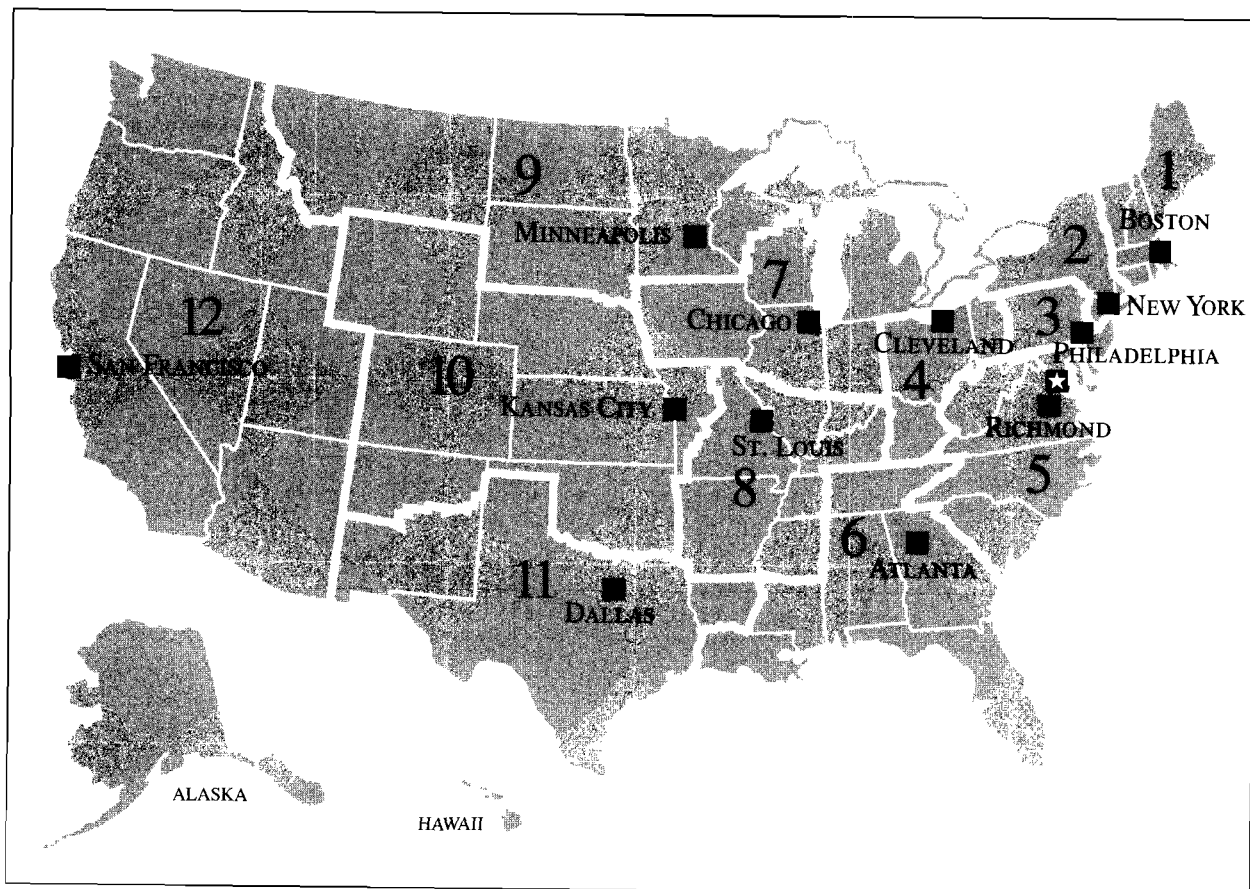 1
BOSTON
9
2
MINNEAPOLIS
7
12
3
NEW YORK
CHICAGO
CLEVELAND
PHILADELPHIA
SAN FRANCISCO
10
4
KANSAS CITY
RICHMOND
ST. LOUIS
5
8
6
ATLANTA
11
DALLAS
ALASKA
HAWAII